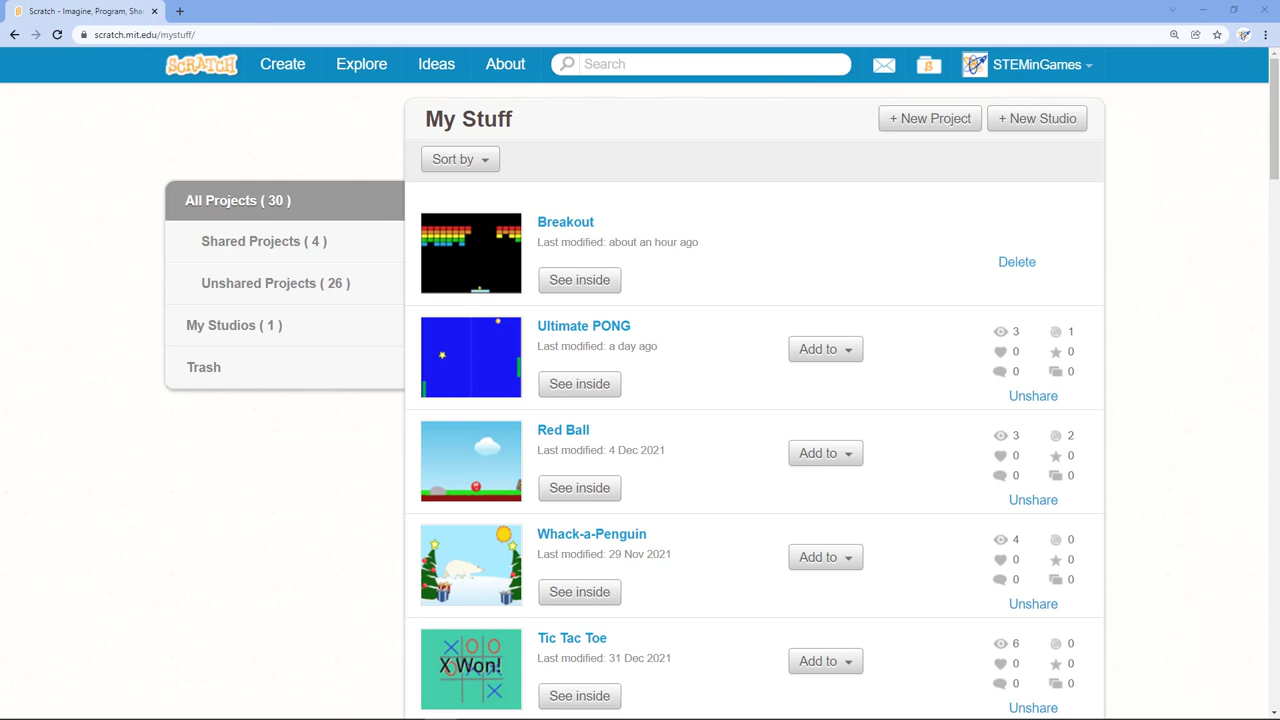 Scratch - Imagine, Program, Sha
scratch.mit.edu/mystuff/
SCRATCH
Create
Explore
Ideas
About
Search
STEMinGames
My Stuff
+ New Project
+ New Studio
Sort by
All Projects ( 30 )
Shared Projects ( 4 )
Unshared Projects ( 26 )
My Studios ( 1 )
Trash
Breakout
Last modified: about an hour ago
See inside
Delete
Ultimate PONG
Last modified: a day ago
See inside
Add to
3 1
0 0
0 0
Unshare
Red Ball
Last modified: 4 Dec 2021
See inside
Add to
3 2
0 0
0 0
Unshare
Whack-a-Penguin
Last modified: 29 Nov 2021
See inside
Add to
4 0
0 0
0 0
Unshare
X Won!
Tic Tac Toe
Last modified: 31 Dec 2021
See inside
Add to
6 0
0 0
0 0
Unshare